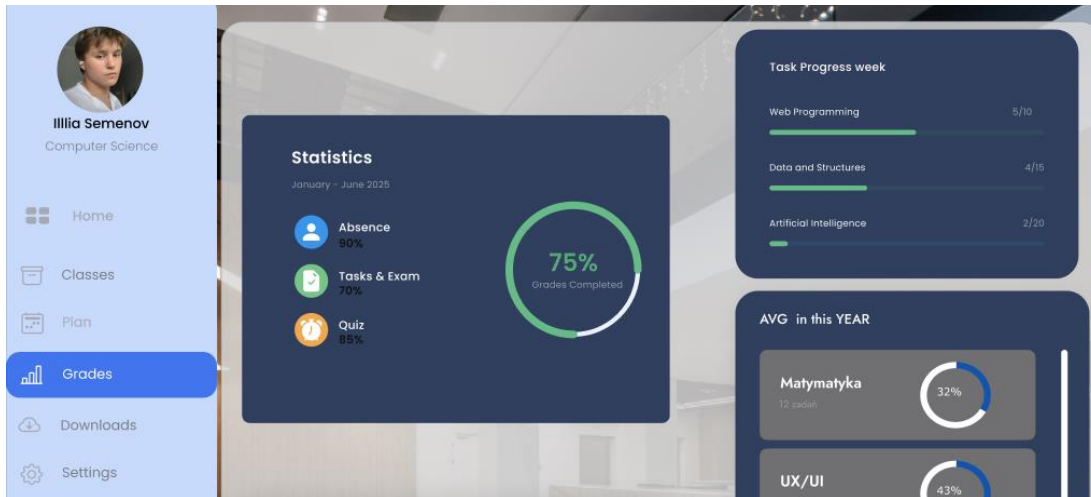 Illlia Semenov
Computer Science
Home
Classes
Plan
Grades
Downloads
Settings
Statistics
January - June 2025
Absence
90%
Tasks & Exam
70%
Quiz
85%
75%
Grades Completed
Task Progress week
Web Programming 5/10
Data and Structures 4/15
Artificial Intelligence 2/20
AVG in this YEAR
Matymatyka
12 zadań
32%
UX/UI
43%